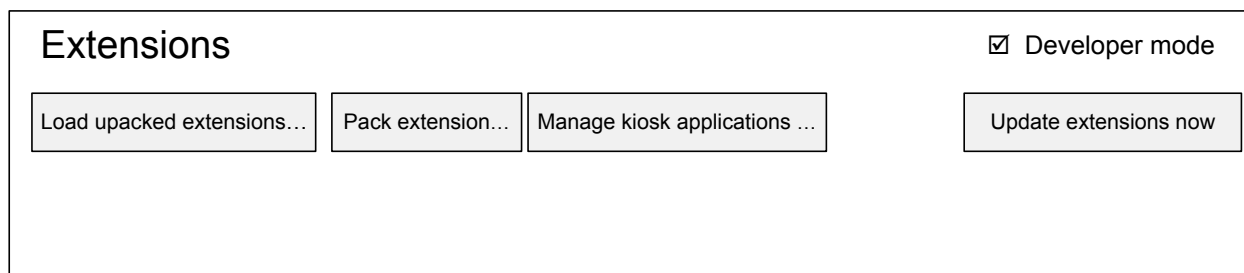 Extensions
☑ Developer mode
Load upacked extensions…
Pack extension…
Manage kiosk applications …
Update extensions now